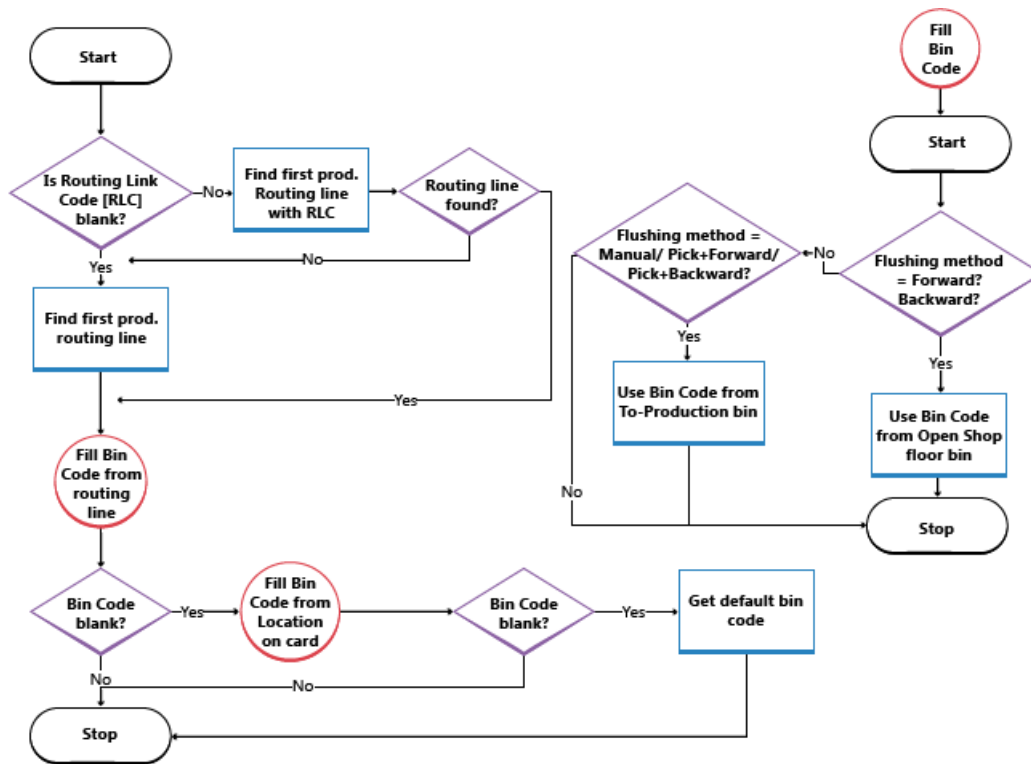 Start
Is Routing Link
Code [RLC]
blank?
No
Find first prod.
Routing line
with RLC
Routing line
found?
No
Yes
Find first prod.
routing line
Yes
Fill Bin
Code from
routing
line
Bin Code
blank?
Yes
Fill Bin
Code from
Location
on card
Bin Code
blank?
Yes
Get default bin
code
No
No
Stop
Fill
Bin
Code
Start
Flushing method
= Forward?
Backward?
No
Flushing method =
Manual/ Pick+Forward/
Pick+Backward?
Yes
Use Bin Code from
To-Production bin
Yes
Use Bin Code
from Open Shop
floor bin
No
Stop